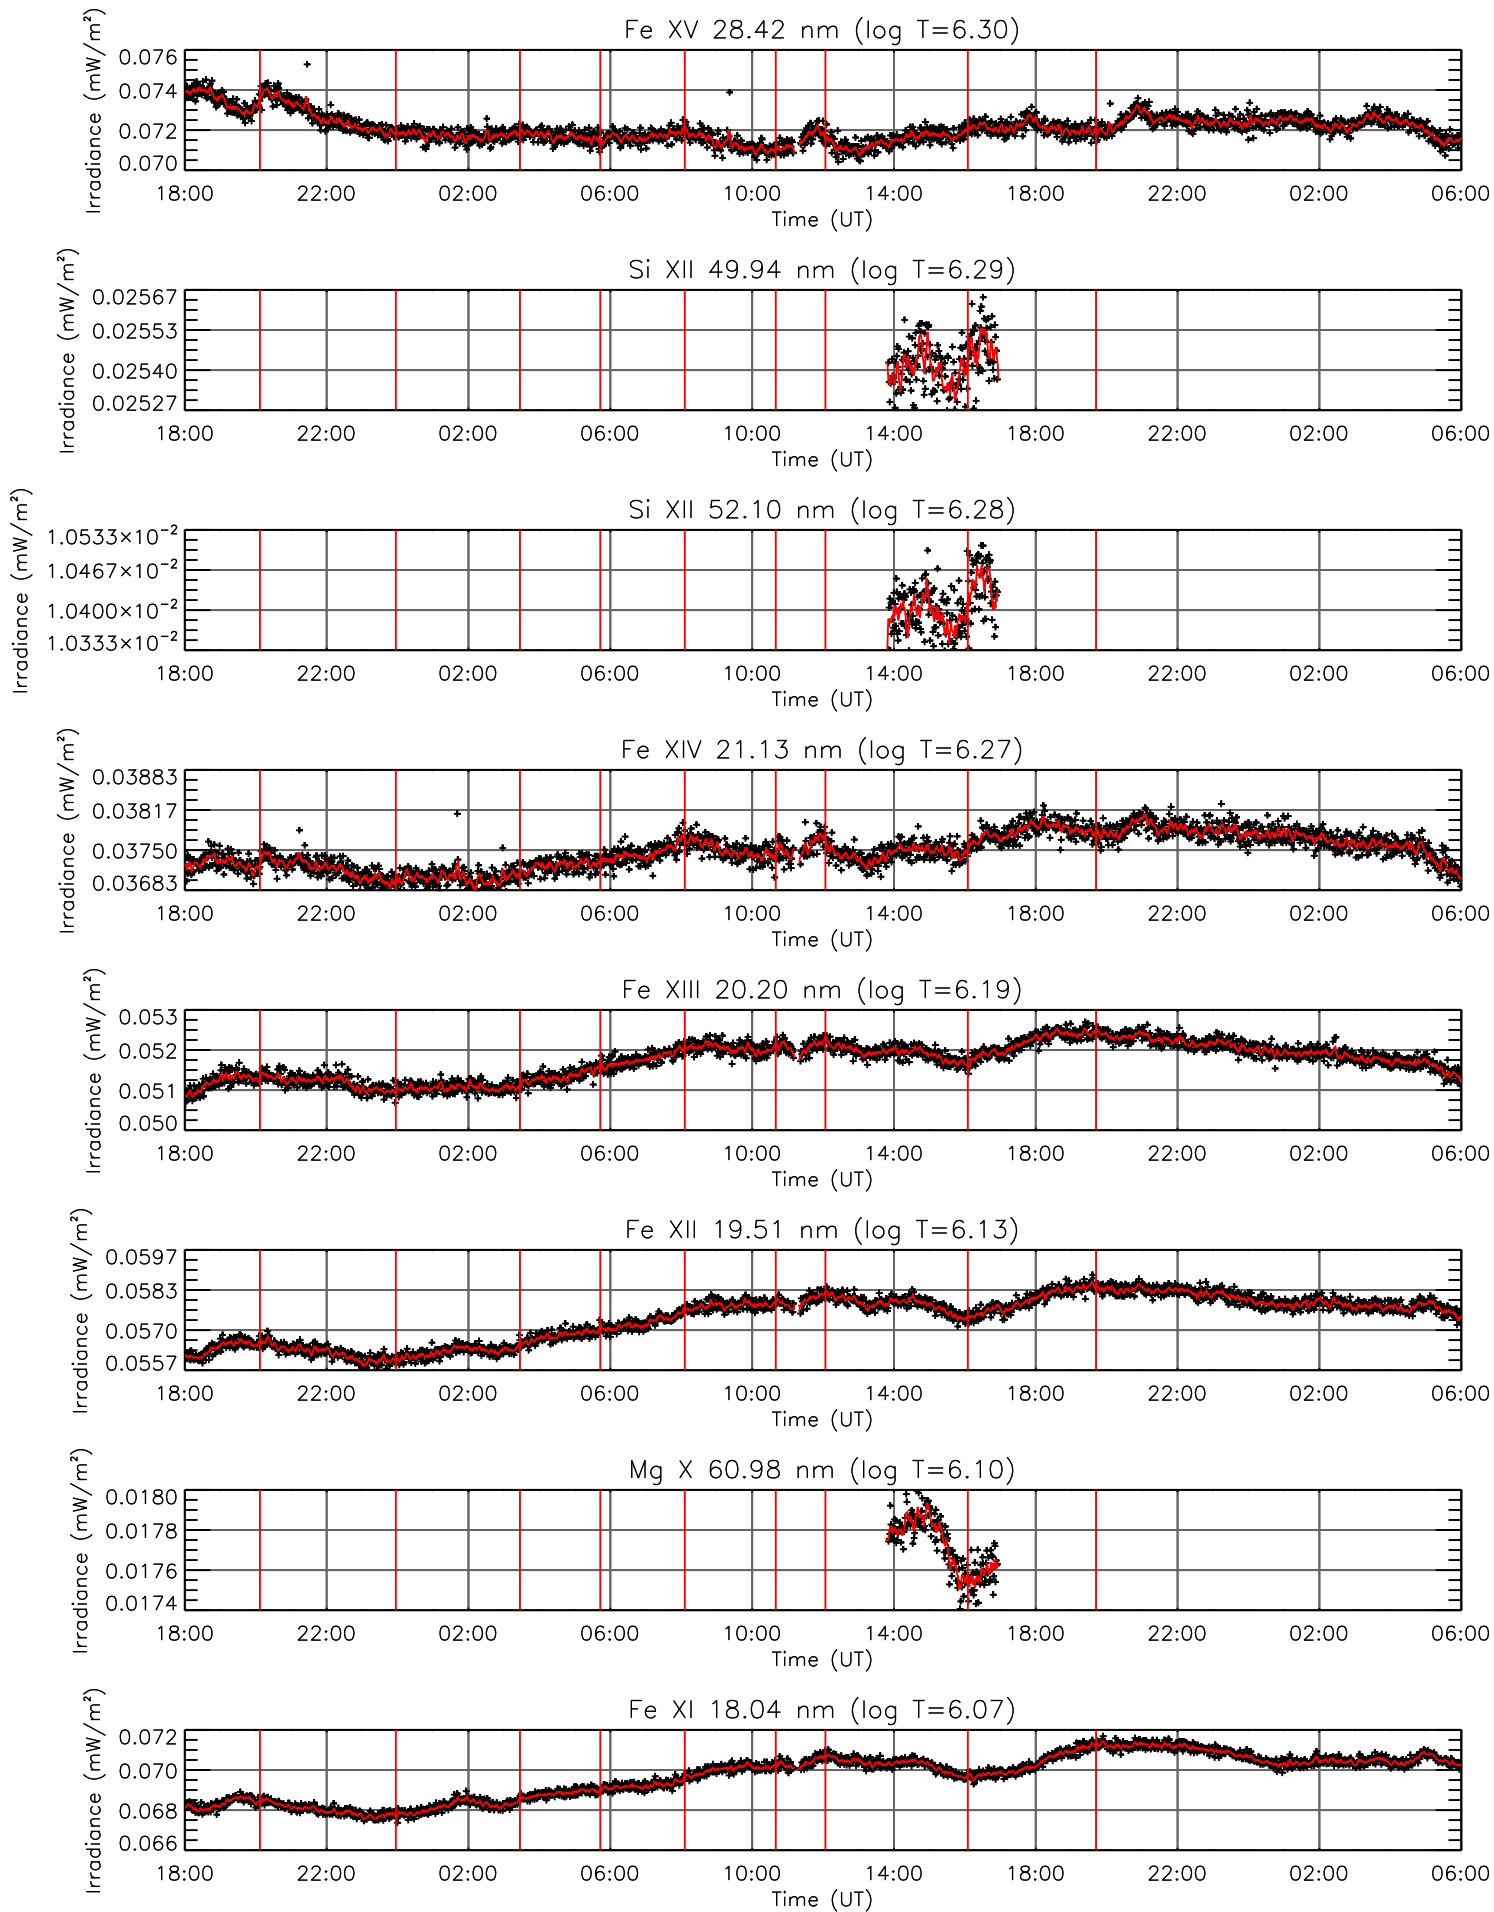 Fe XV 28.42 nm (log T=6.30)
Irradiance (mW/m²)
0.076
0.074
0.072
0.070
18:00 22:00 02:00 06:00 10:00 14:00 18:00 22:00 02:00 06:00
Time (UT)
Si XII 49.94 nm (log T=6.29)
Irradiance (mW/m²)
0.02567
0.02553
0.02540
0.02527
18:00 22:00 02:00 06:00 10:00 14:00 18:00 22:00 02:00 06:00
Time (UT)
Si XII 52.10 nm (log T=6.28)
Irradiance (mW/m²)
1.0533×10⁻²
1.0467×10⁻²
1.0400×10⁻²
1.0333×10⁻²
18:00 22:00 02:00 06:00 10:00 14:00 18:00 22:00 02:00 06:00
Time (UT)
Fe XIV 21.13 nm (log T=6.27)
Irradiance (mW/m²)
0.03883
0.03817
0.03750
0.03683
18:00 22:00 02:00 06:00 10:00 14:00 18:00 22:00 02:00 06:00
Time (UT)
Fe XIII 20.20 nm (log T=6.19)
Irradiance (mW/m²)
0.053
0.052
0.051
0.050
18:00 22:00 02:00 06:00 10:00 14:00 18:00 22:00 02:00 06:00
Time (UT)
Fe XII 19.51 nm (log T=6.13)
Irradiance (mW/m²)
0.0597
0.0583
0.0570
0.0557
18:00 22:00 02:00 06:00 10:00 14:00 18:00 22:00 02:00 06:00
Time (UT)
Mg X 60.98 nm (log T=6.10)
Irradiance (mW/m²)
0.0180
0.0178
0.0176
0.0174
18:00 22:00 02:00 06:00 10:00 14:00 18:00 22:00 02:00 06:00
Time (UT)
Fe XI 18.04 nm (log T=6.07)
Irradiance (mW/m²)
0.072
0.070
0.068
0.066
18:00 22:00 02:00 06:00 10:00 14:00 18:00 22:00 02:00 06:00
Time (UT)